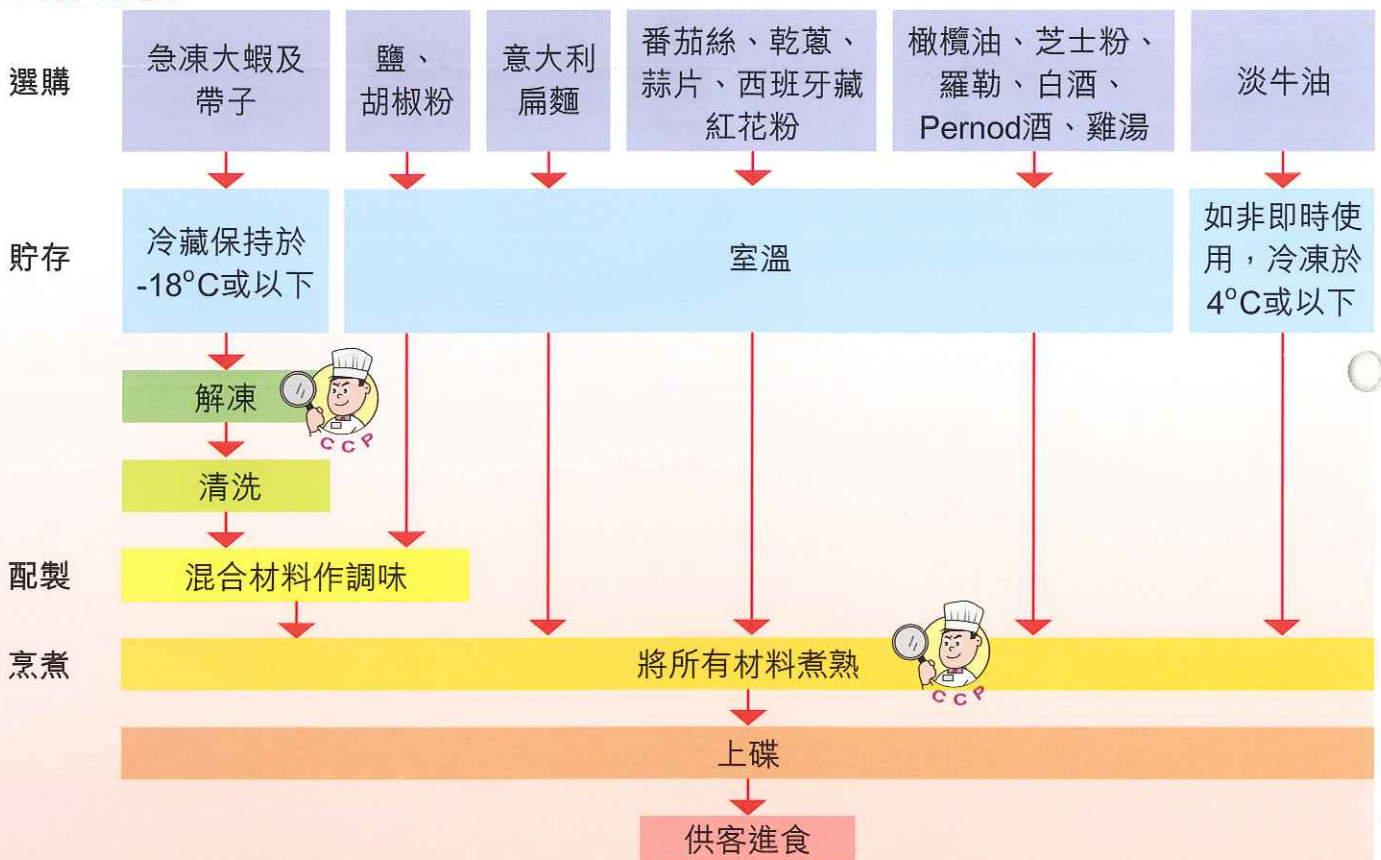 選購
急凍大蝦及
帶子
鹽、
胡椒粉
意大利
扁麵
番茄絲、乾蔥、
蒜片、西班牙藏
紅花粉
橄欖油、芝士粉、
羅勒、白酒、
Pernod酒、雞湯
淡牛油
貯存
冷藏保持於
-18°C或以下
室溫
如非即時使
用，冷凍於
4°C或以下
解凍
CCP
清洗
配製
混合材料作調味
烹煮
將所有材料煮熟
CCP
上碟
供客進食